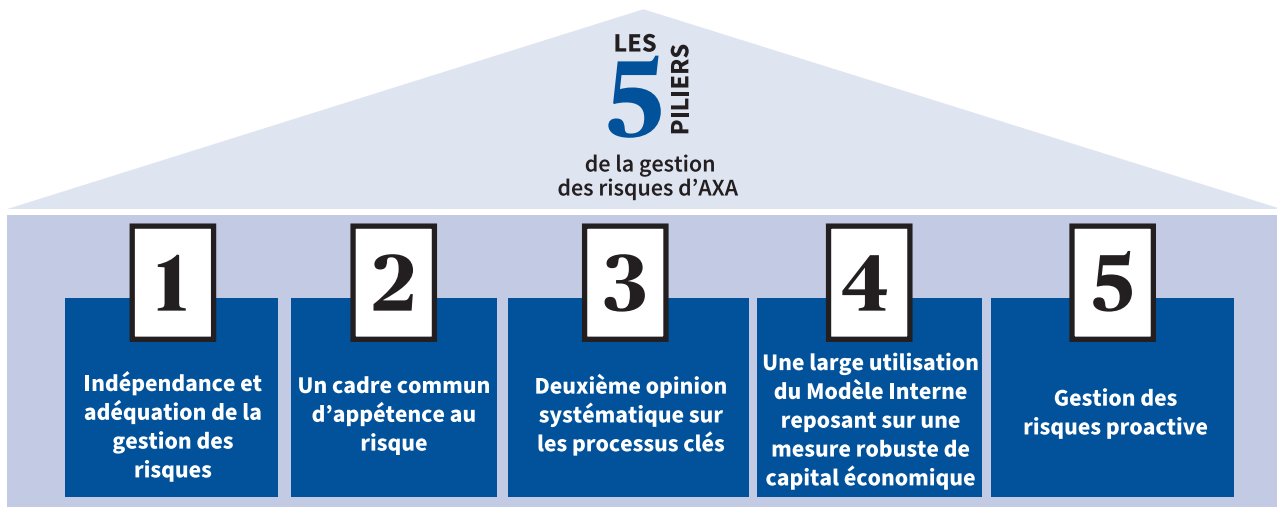 LES
5
PILIERS
de la gestion
des risques d’AXA
1
Indépendance et
adéquation de la
gestion des
risques
2
Un cadre commun
d’appétence au
risque
3
Deuxième opinion
systématique sur
les processus clés
4
Une large utilisation
du Modèle Interne
reposant sur une
mesure robuste de
capital économique
5
Gestion des
risques proactive